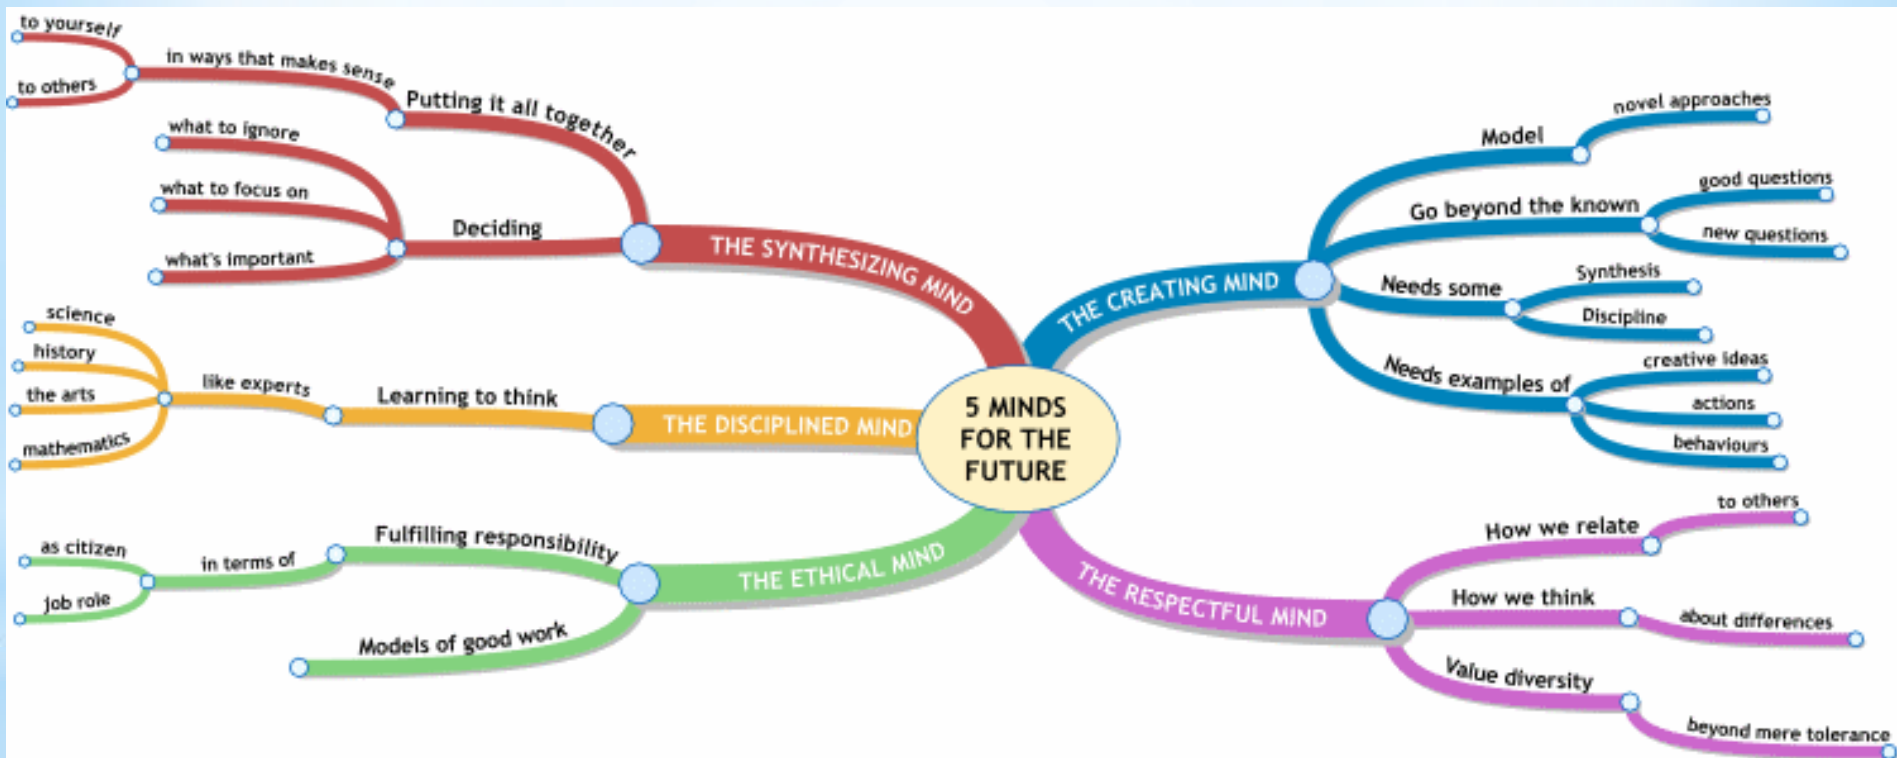 5 MINDS
FOR THE
FUTURE
THE SYNTHESIZING MIND
Putting it all together
in ways that makes sense
to yourself
to others
Deciding
what to ignore
what to focus on
what's important
THE DISCIPLINED MIND
Learning to think
like experts
science
history
the arts
mathematics
THE ETHICAL MIND
Fulfilling responsibility
in terms of
as citizen
job role
Models of good work
THE CREATING MIND
Model
novel approaches
Go beyond the known
good questions
new questions
Needs some
Synthesis
Discipline
Needs examples of
creative ideas
actions
behaviours
THE RESPECTFUL MIND
How we relate
to others
How we think
about differences
Value diversity
beyond mere tolerance